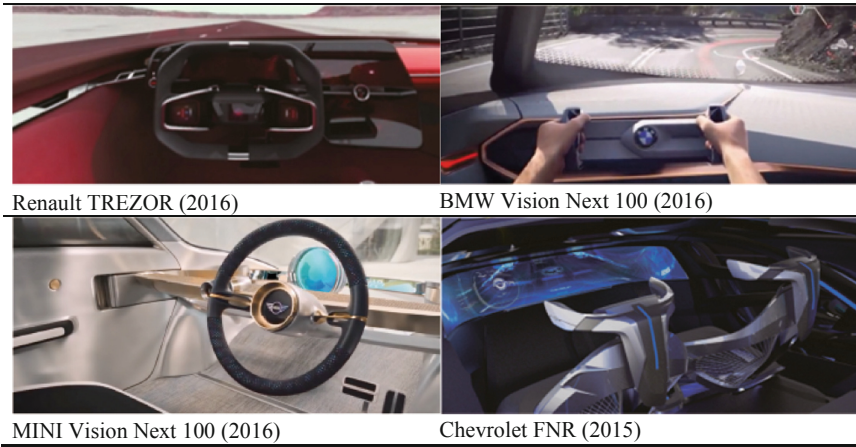 Renault TREZOR (2016)
BMW Vision Next 100 (2016)
MINI Vision Next 100 (2016)
Chevrolet FNR (2015)